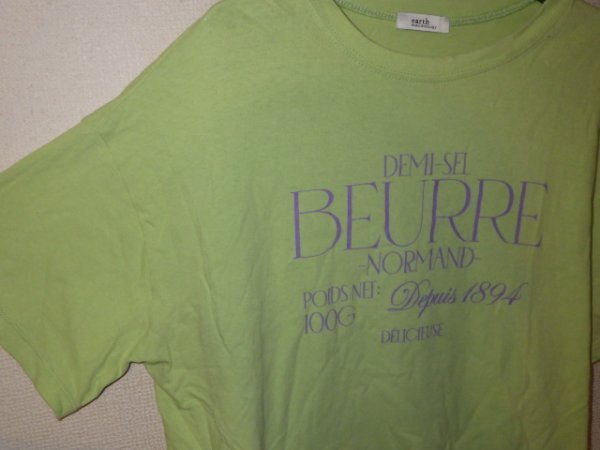 earth
DEMI-SEL
BEURRE
-NORMAND-
POIDS NET: Depuis 1894
100G
DELICIEUSE